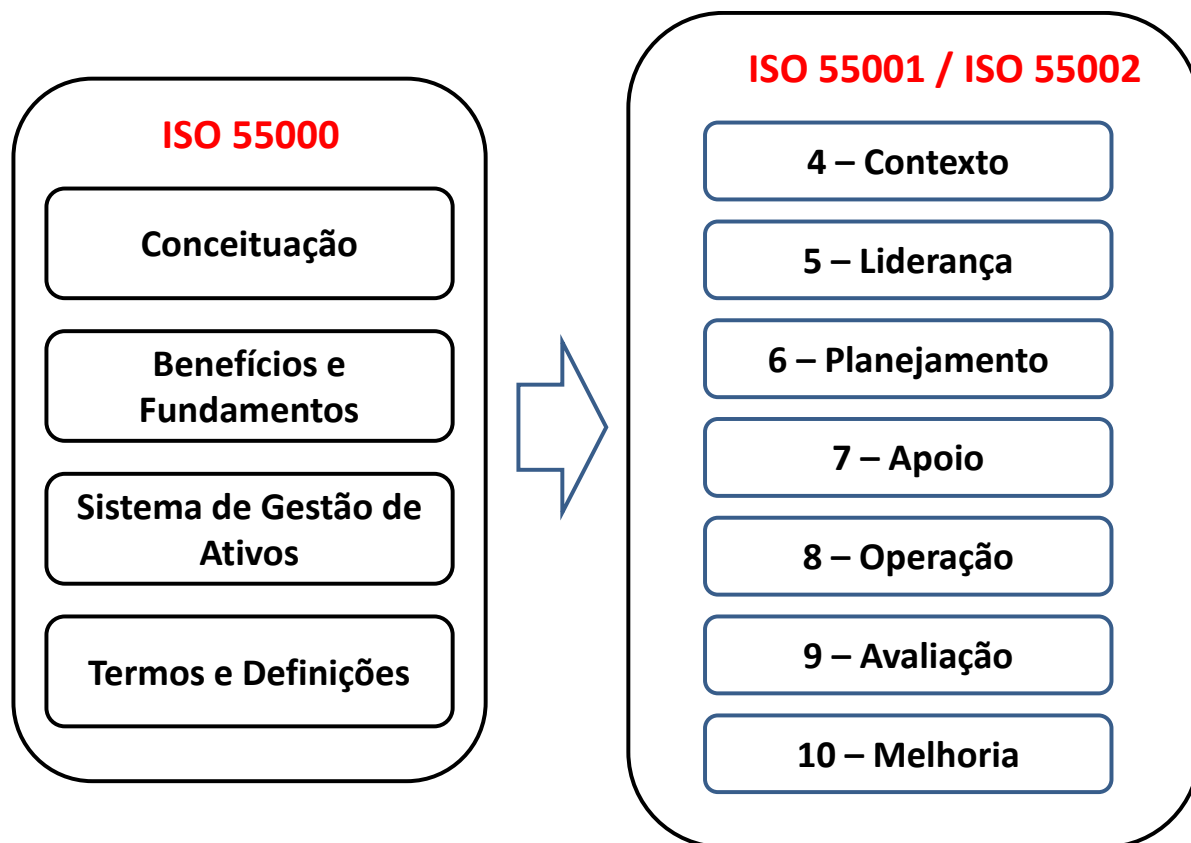 ISO 55000
Conceituação
Benefícios e
Fundamentos
Sistema de Gestão de
Ativos
Termos e Definições
ISO 55001 / ISO 55002
4 – Contexto
5 – Liderança
6 – Planejamento
7 – Apoio
8 – Operação
9 – Avaliação
10 – Melhoria